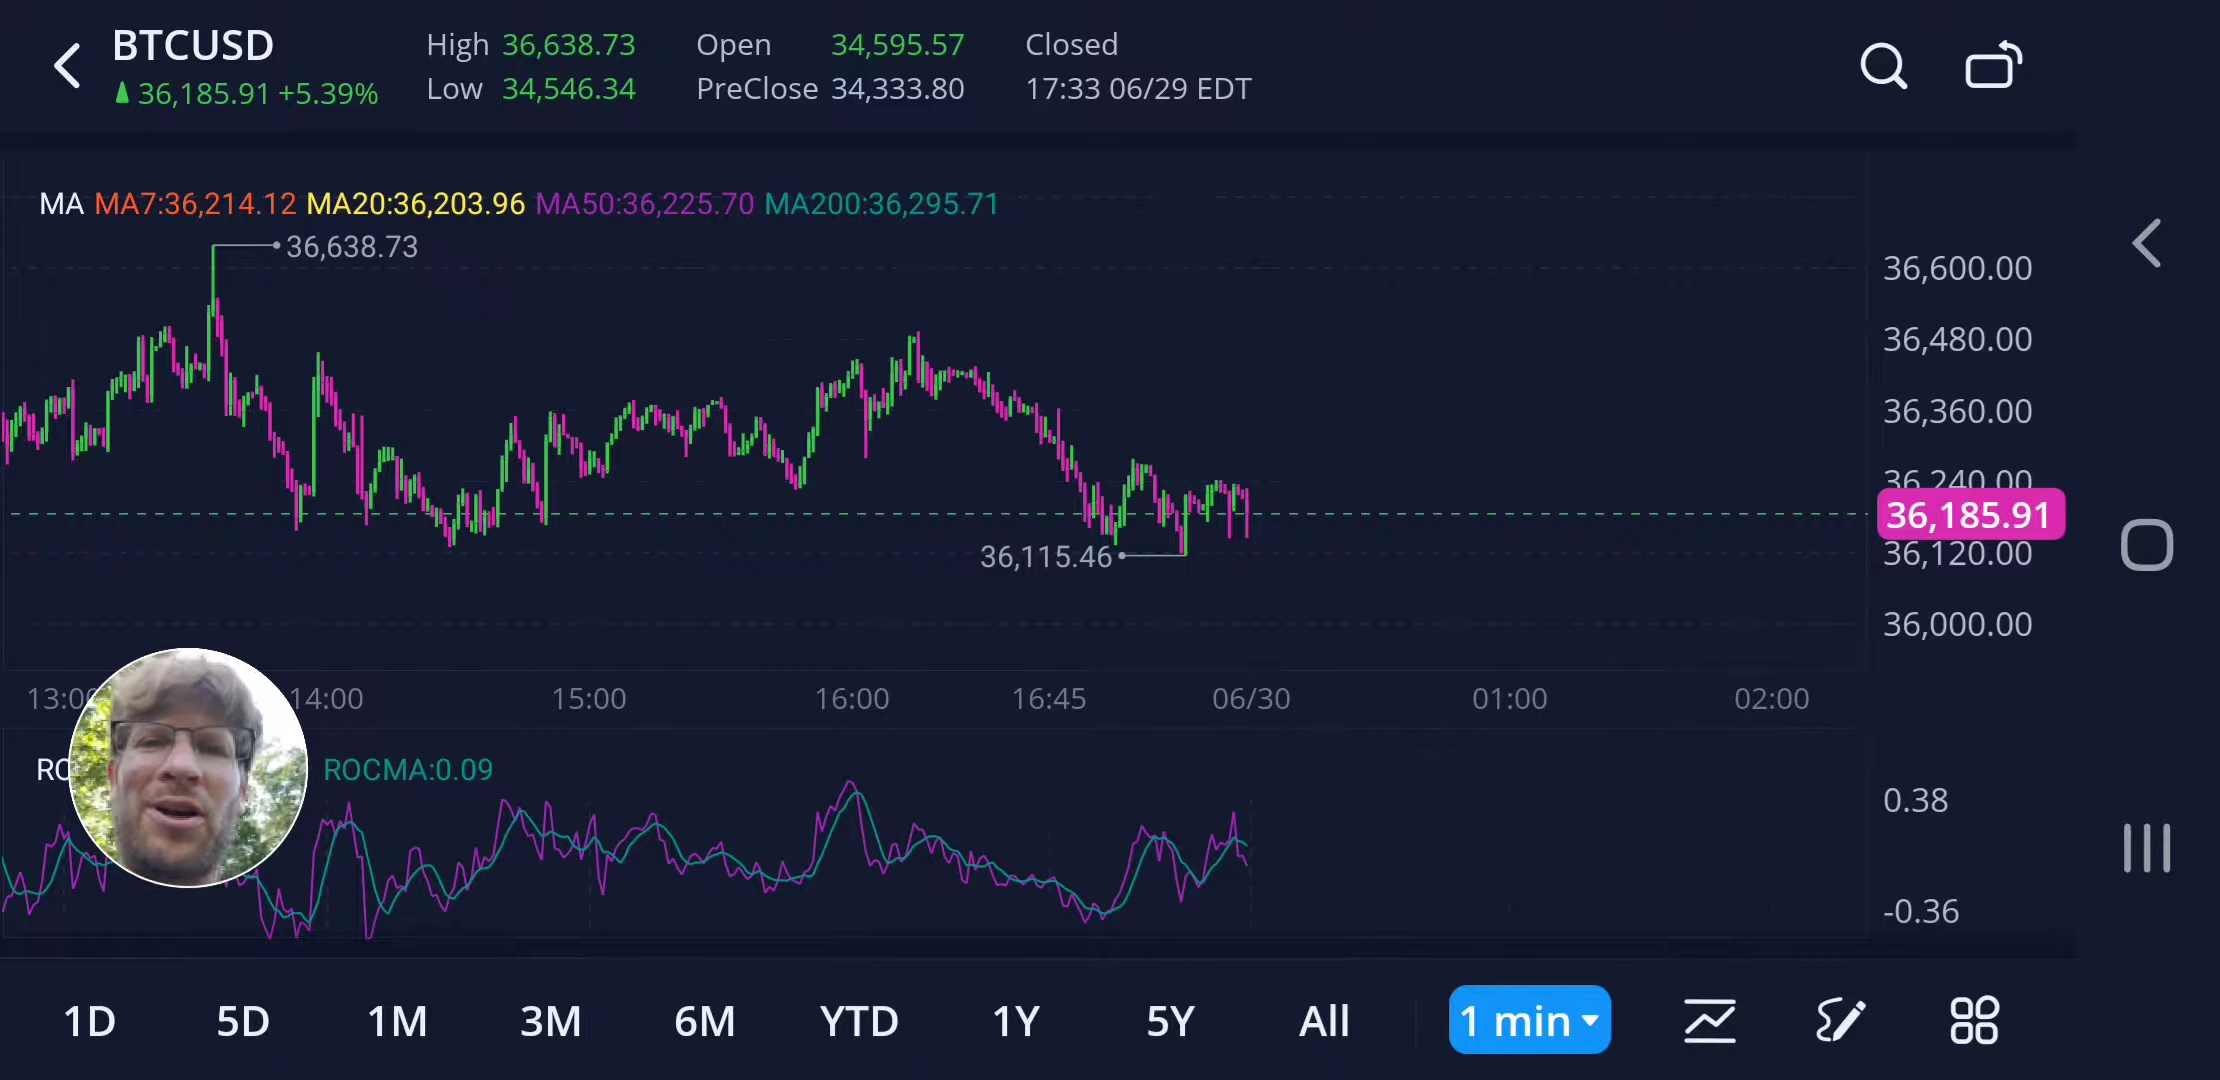 BTCUSD
36,185.91 +5.39%
High 36,638.73
Low 34,546.34
Open 34,595.57
PreClose 34,333.80
Closed
17:33 06/29 EDT
MA MA7:36,214.12 MA20:36,203.96 MA50:36,225.70 MA200:36,295.71
36,638.73
36,115.46
36,600.00
36,480.00
36,360.00
36,240.00
36,185.91
36,120.00
36,000.00
13:00 14:00 15:00 16:00 16:45 06/30 01:00 02:00
ROCMA:0.09
0.38
-0.36
1D 5D 1M 3M 6M YTD 1Y 5Y All 1 min